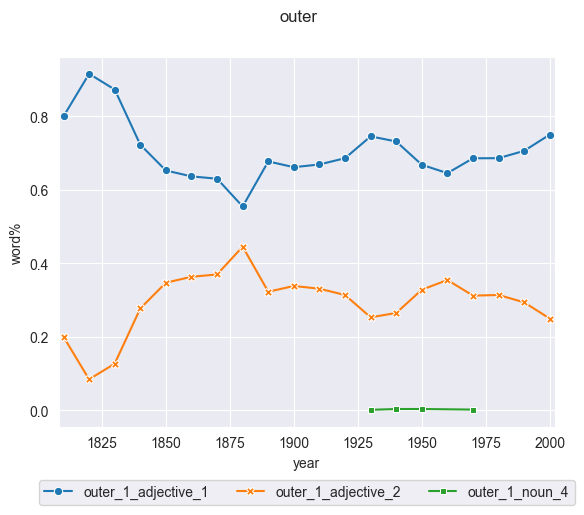 outer
0.8
0.6
0.4
0.2
0.0
word%
1825 1850 1875 1900 1925 1950 1975 2000
year
outer_1_adjective_1 outer_1_adjective_2 outer_1_noun_4